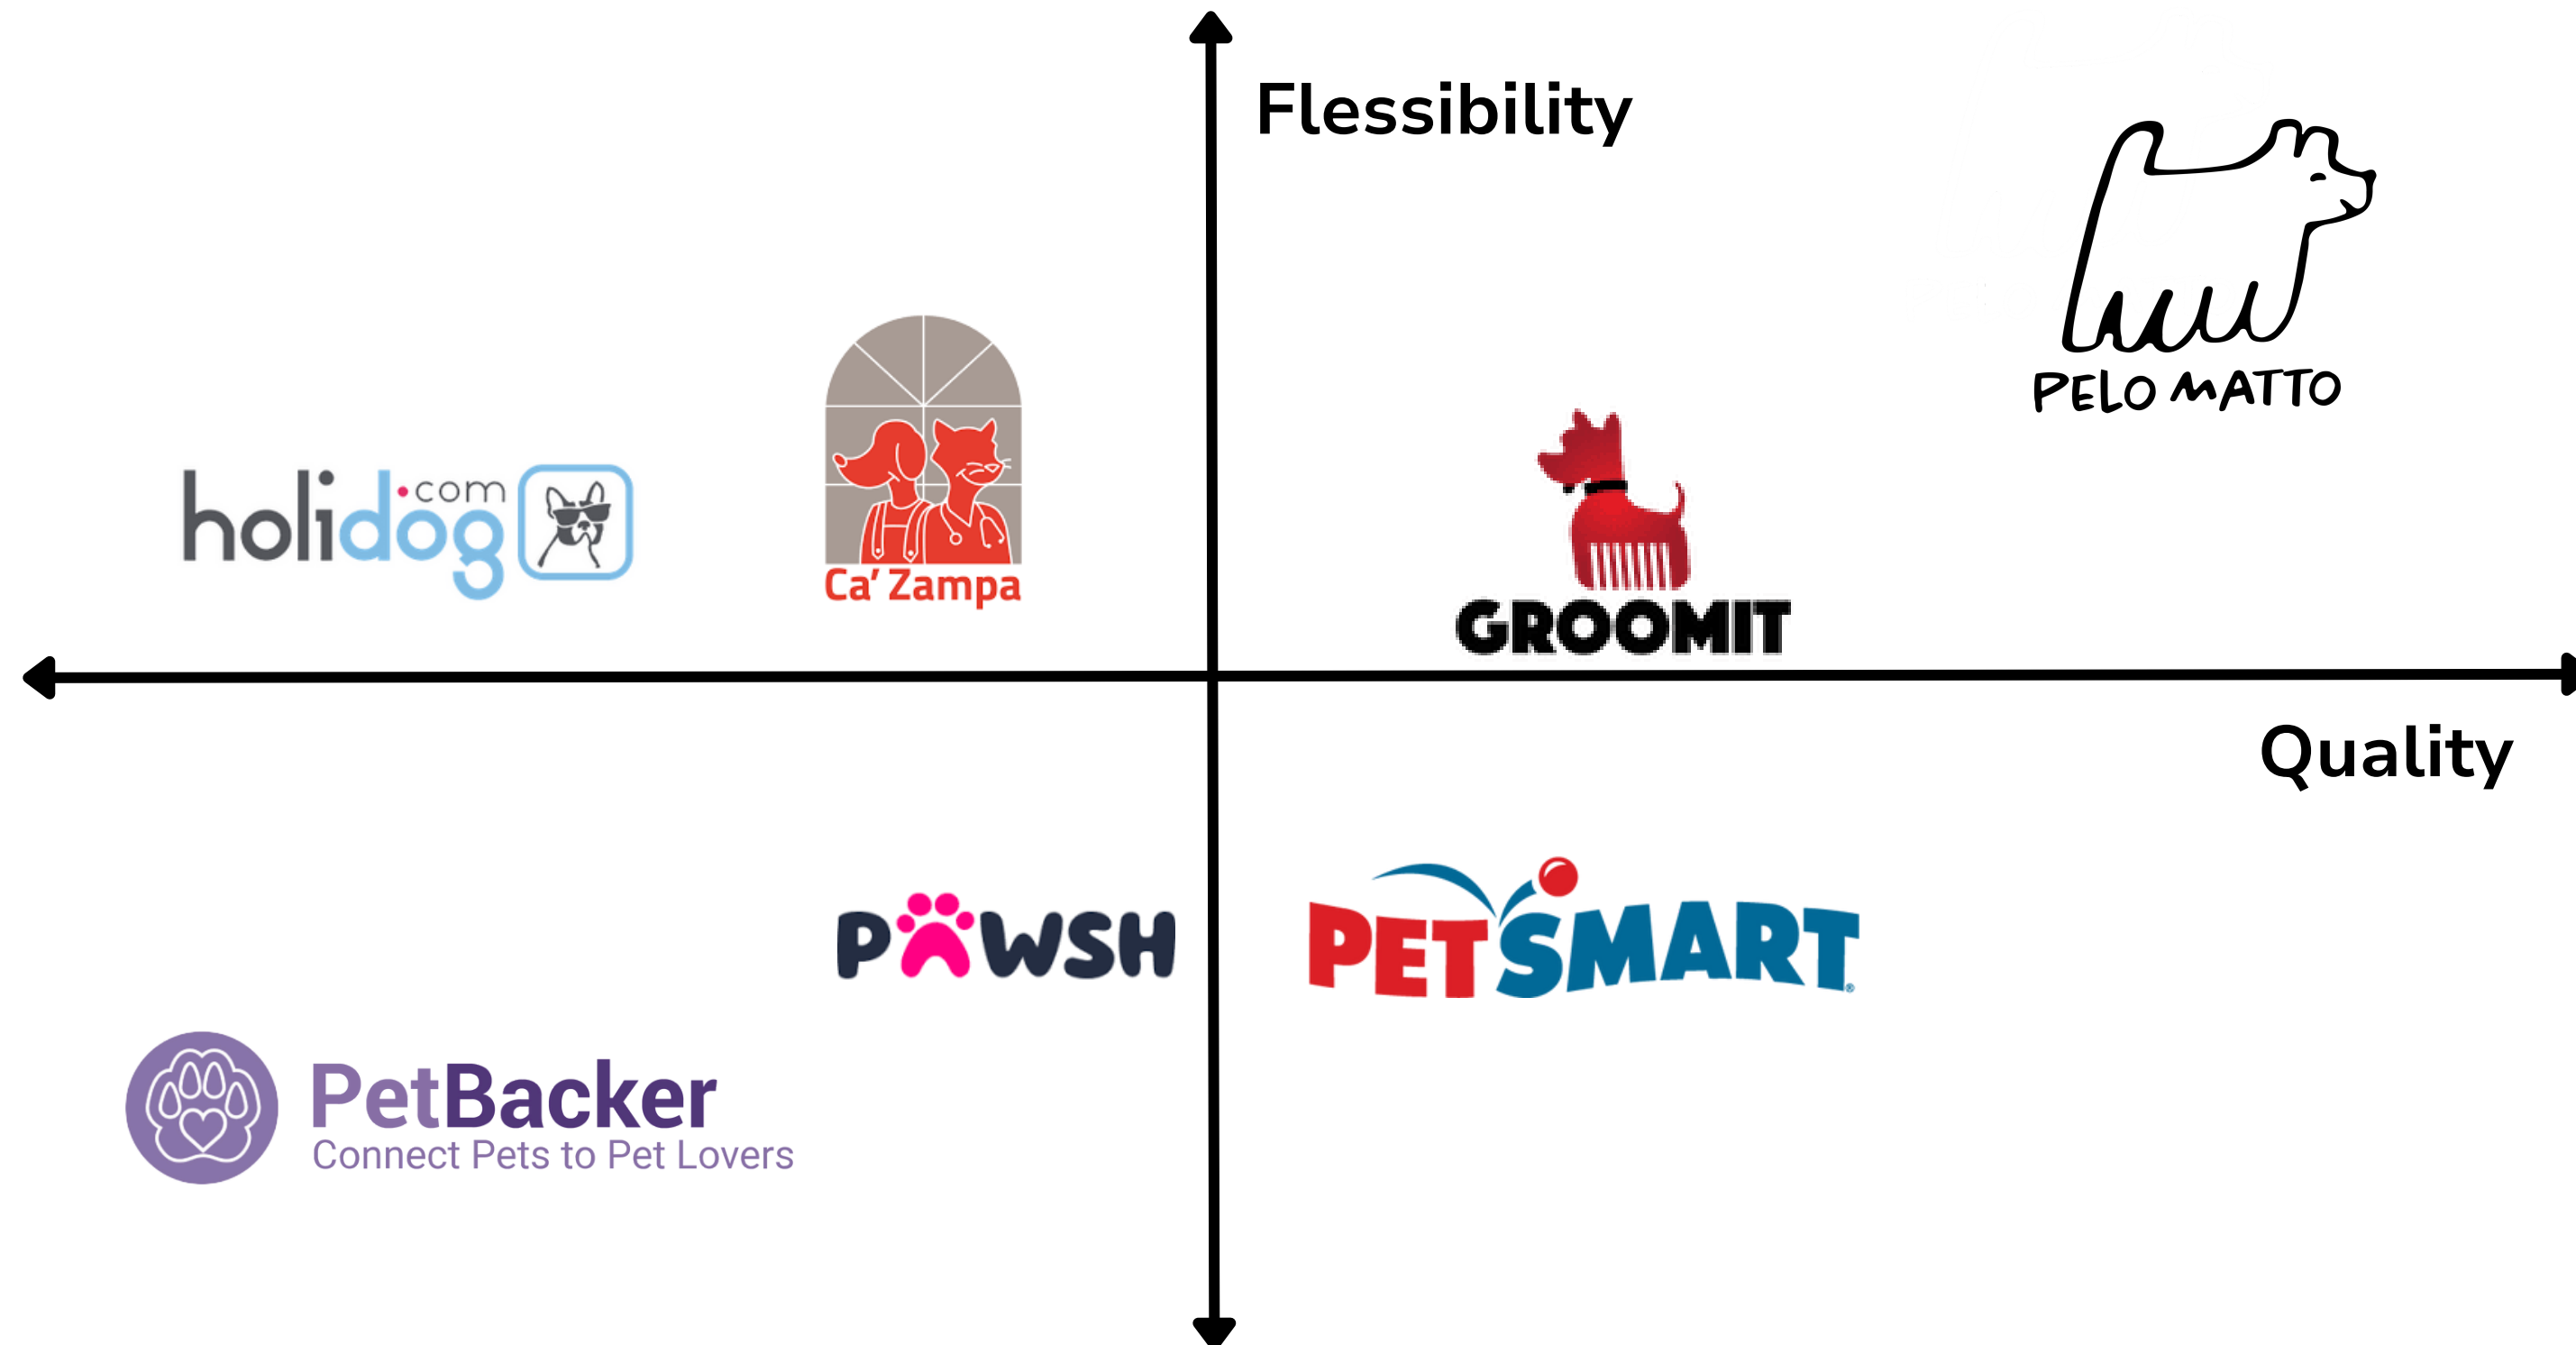 Flessibility
PELO MATTO
holidog.com
Ca' Zampa
GROOMIT
Quality
PAWSH
PETSMART®
PetBacker
Connect Pets to Pet Lovers